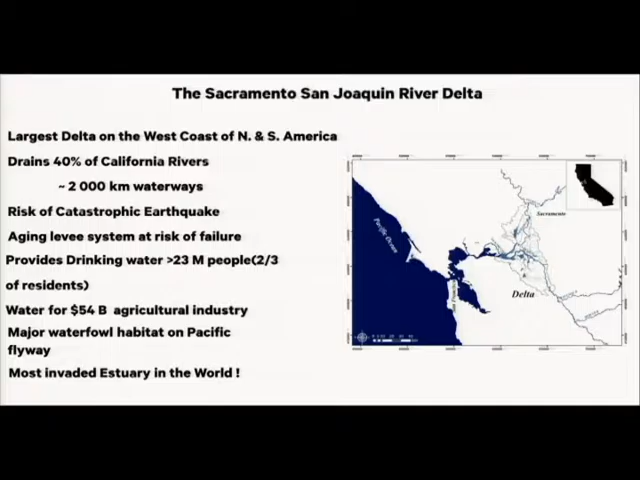 The Sacramento San Joaquin River Delta
Largest Delta on the West Coast of N. & S. America
Drains 40% of California Rivers
~ 2 000 km waterways
Risk of Catastrophic Earthquake
Aging levee system at risk of failure
Provides Drinking water >23 M people(2/3
of residents)
Water for $54 B agricultural industry
Major waterfowl habitat on Pacific
flyway
Most invaded Estuary in the World !
Sacramento
Pacific Ocean
Delta